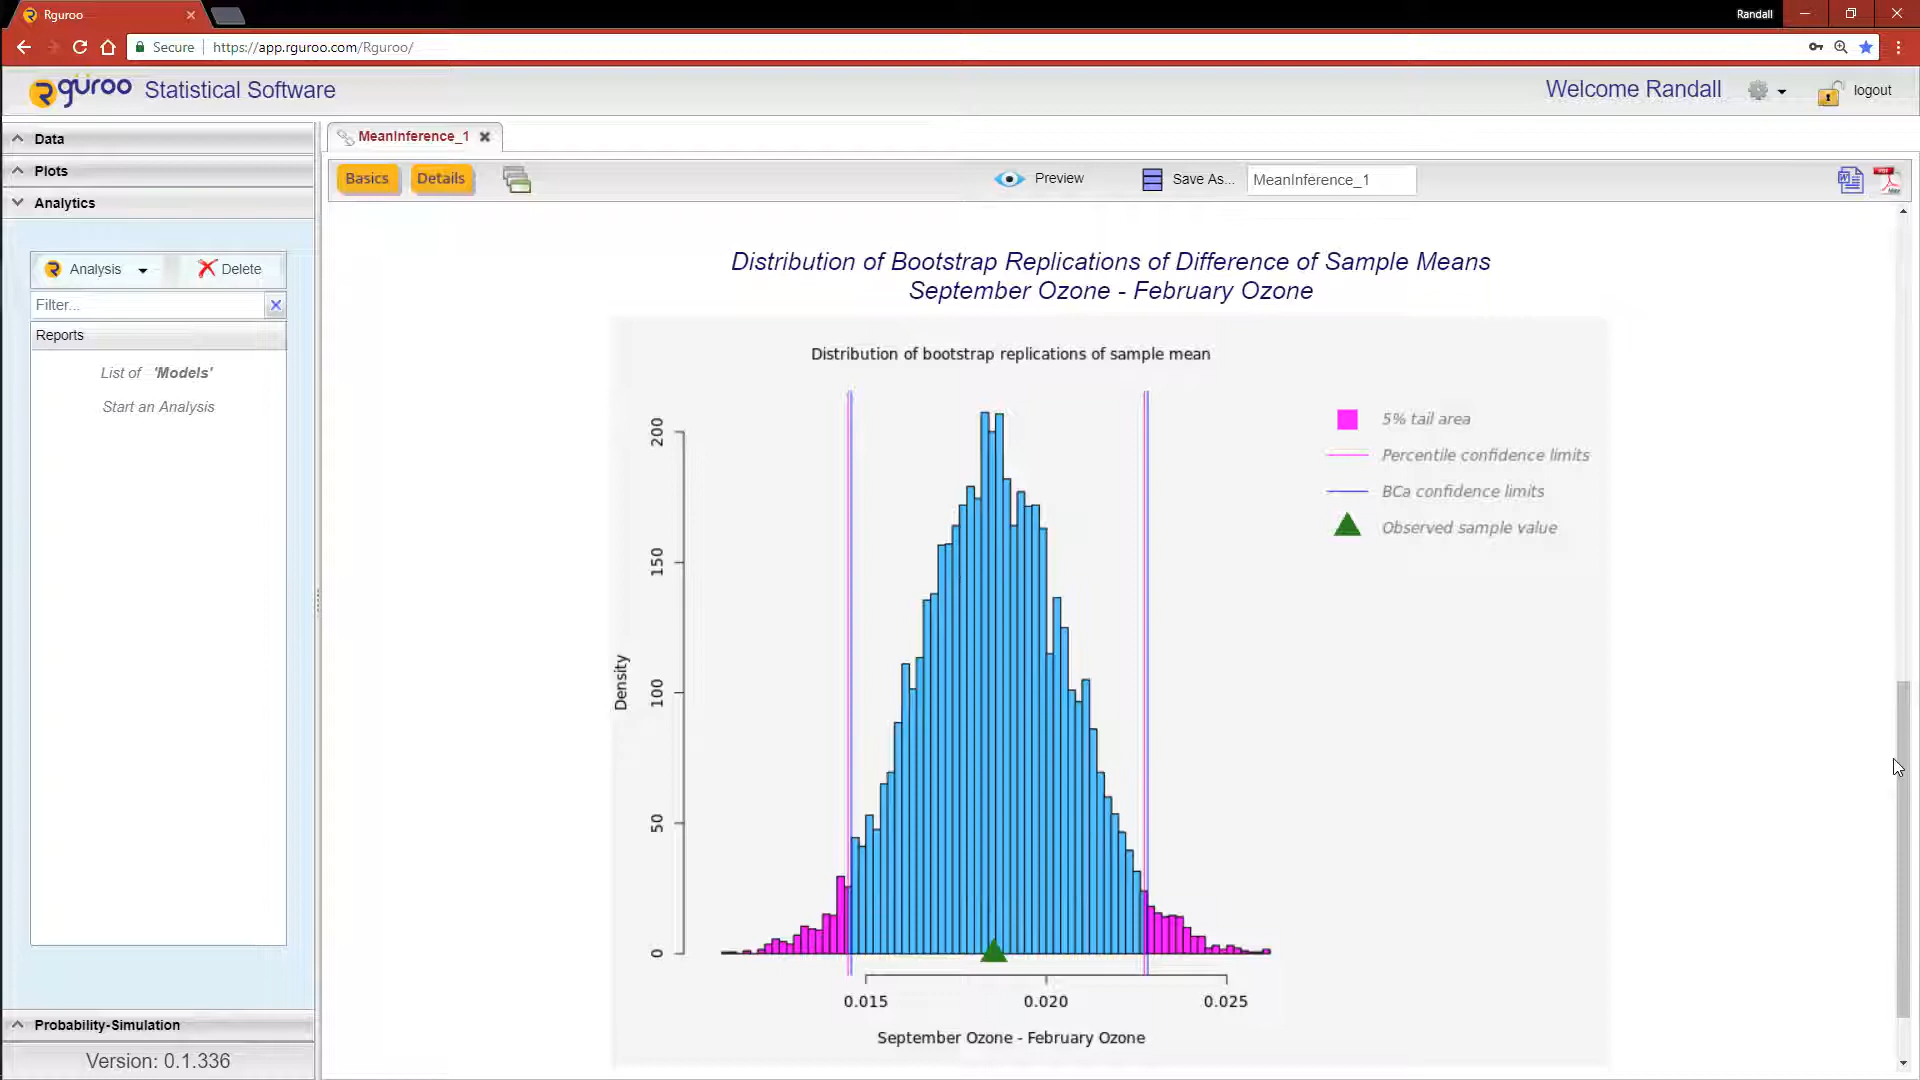 Rguroo
Randall
Secure
https://app.rguroo.com/Rguroo/
Rgüroo Statistical Software
Welcome Randall
logout
Data
Plots
Analytics
Analysis
Delete
Filter...
Reports
List of 'Models'
Start an Analysis
Probability-Simulation
Version: 0.1.336
MeanInference_1
Basics
Details
Preview
Save As...
MeanInference_1
Distribution of Bootstrap Replications of Difference of Sample Means
September Ozone - February Ozone
Distribution of bootstrap replications of sample mean
5% tail area
Percentile confidence limits
BCa confidence limits
Observed sample value
Density
200
150
100
50
0
0.015
0.020
0.025
September Ozone - February Ozone